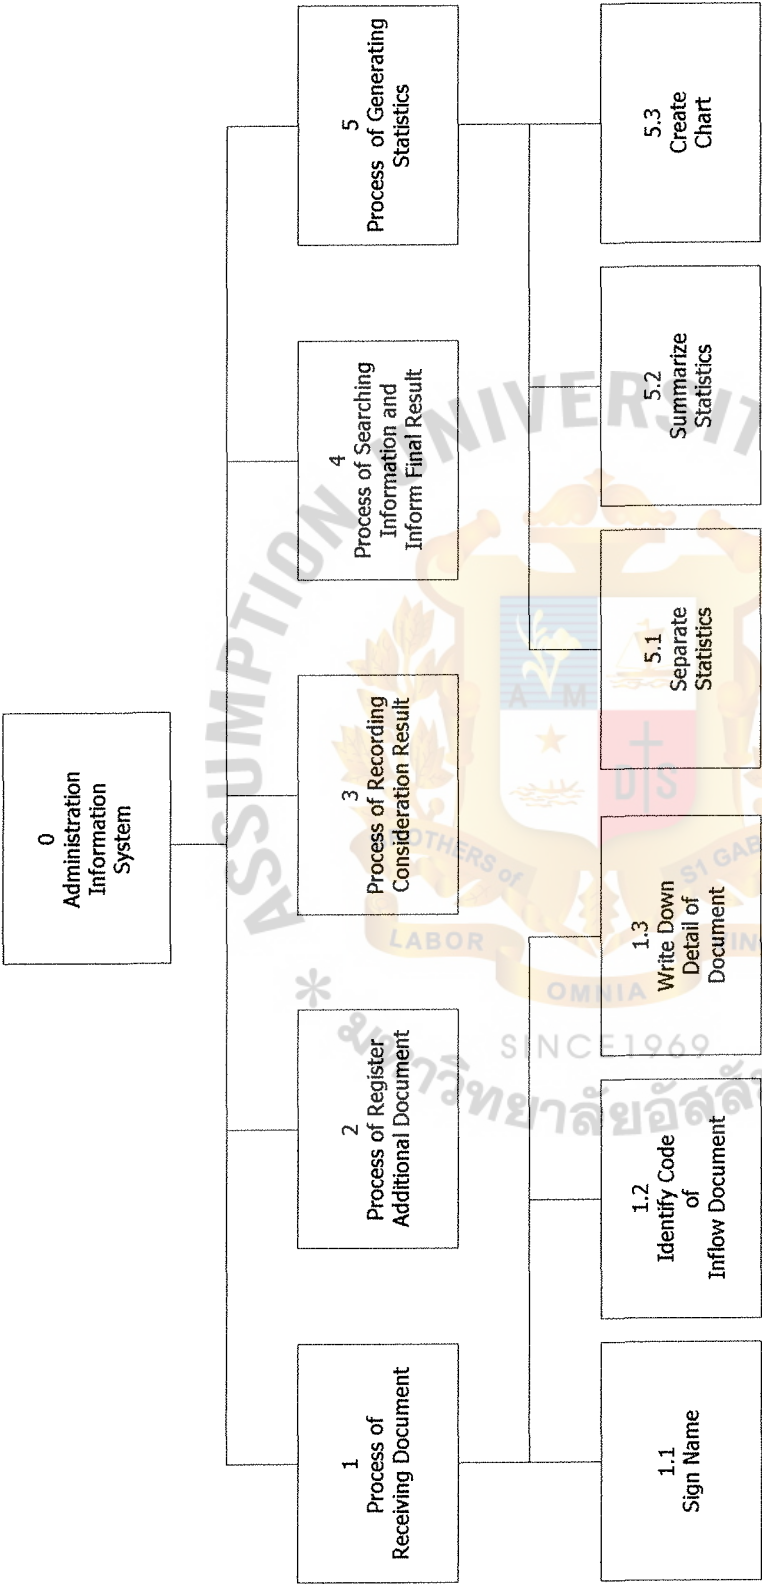 0
Administration
Information
System
1
Process of
Receiving Document
2
Process of Register
Additional Document
3
Process of Recording
Consideration Result
4
Process of Searching
Information and
Inform Final Result
5
Process of Generating
Statistics
1.1
Sign Name
1.2
Identify Code
of
Inflow Document
1.3
Write Down
Detail of
Document
5.1
Separate
Statistics
5.2
Summarize
Statistics
5.3
Create
Chart
ASSUMPTION
A M
D S
OF
S1 GAB
LABOR
OMNIA
SINCE1969